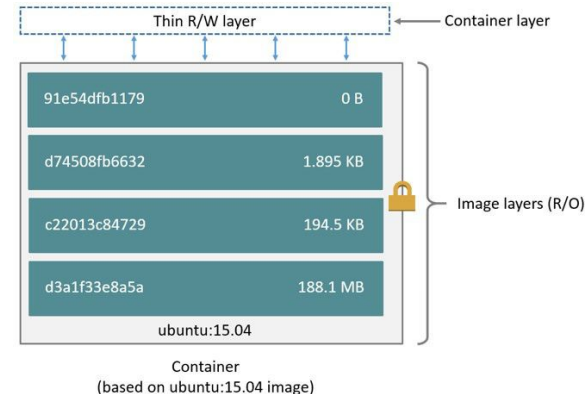 Thin R/W layer
Container layer
91e54dfb1179 0 B
d74508fb6632 1.895 KB
c22013c84729 194.5 KB
d3a1f33e8a5a 188.1 MB
Image layers (R/O)
ubuntu:15.04
Container
(based on ubuntu:15.04 image)